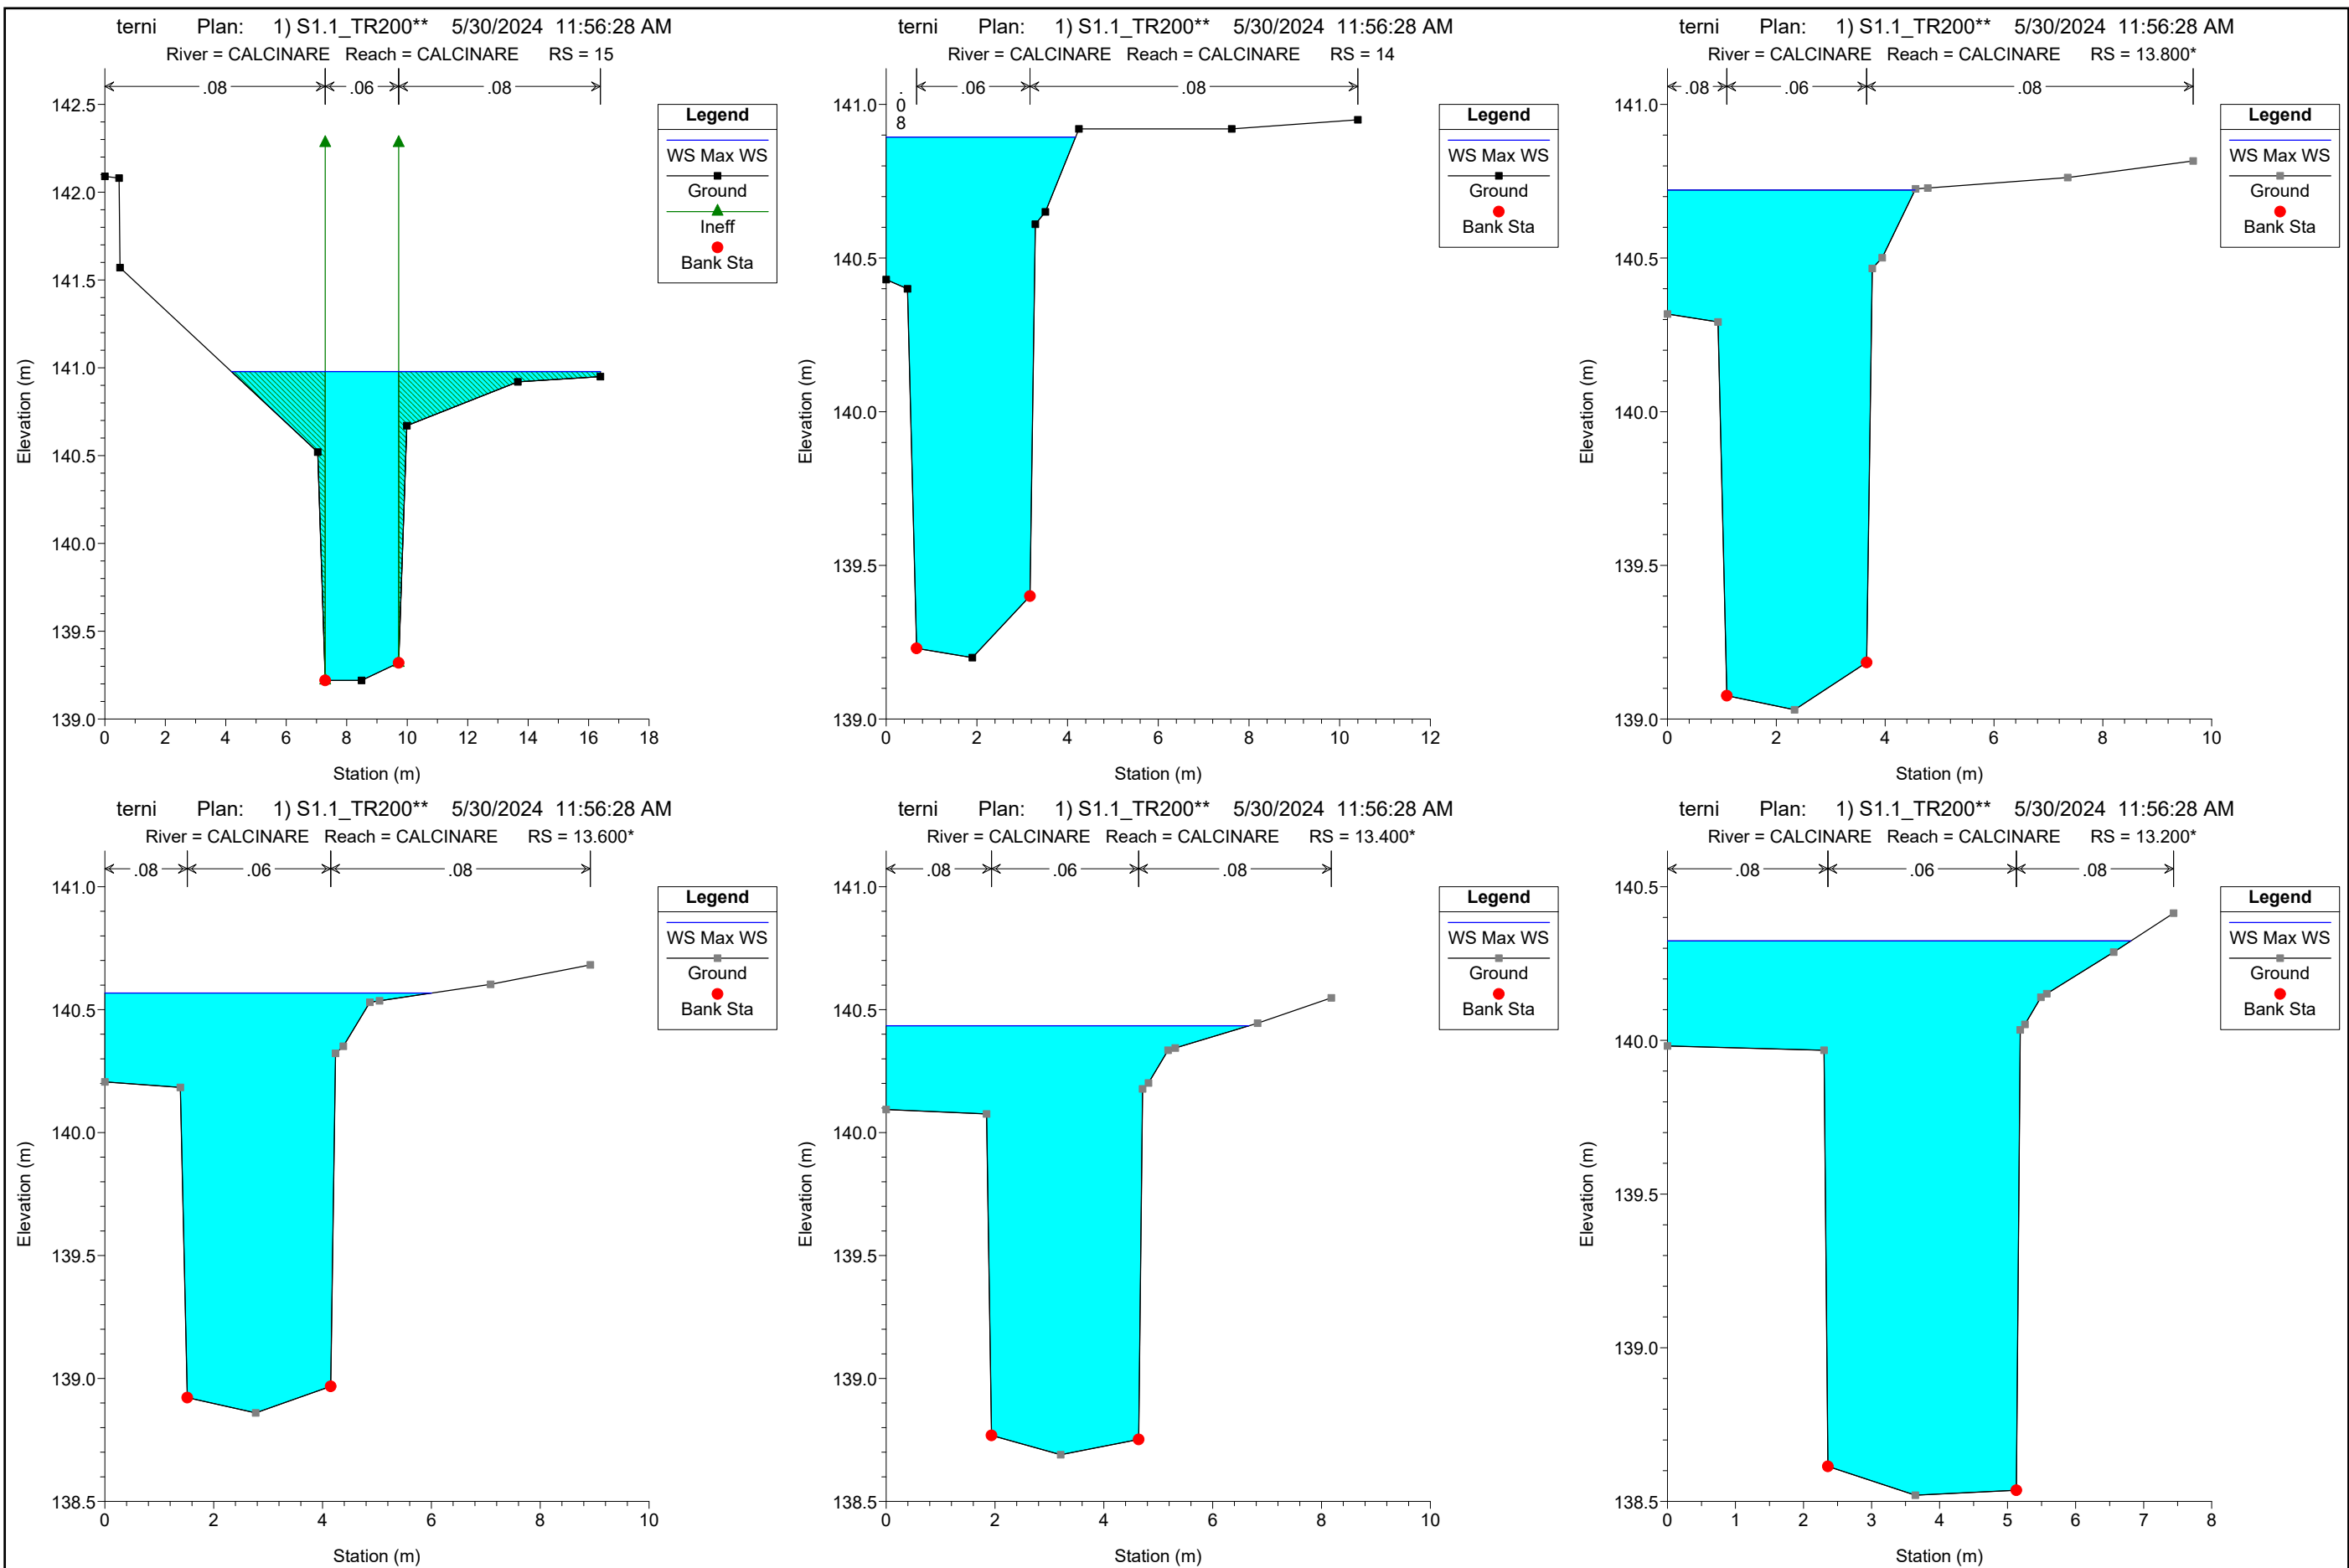 terni Plan: 1) S1.1_TR200** 5/30/2024 11:56:28 AM
River = CALCINARE Reach = CALCINARE RS = 15
.08 .06 .08
142.5
142.0
141.5
141.0
140.5
140.0
139.5
139.0
Elevation (m)
0 2 4 6 8 10 12 14 16 18
Station (m)
Legend
WS Max WS
Ground
Ineff
Bank Sta
terni Plan: 1) S1.1_TR200** 5/30/2024 11:56:28 AM
River = CALCINARE Reach = CALCINARE RS = 14
.08 .06 .08
141.0
140.5
140.0
139.5
139.0
Elevation (m)
0 2 4 6 8 10 12
Station (m)
Legend
WS Max WS
Ground
Bank Sta
terni Plan: 1) S1.1_TR200** 5/30/2024 11:56:28 AM
River = CALCINARE Reach = CALCINARE RS = 13.800*
.08 .06 .08
141.0
140.5
140.0
139.5
139.0
Elevation (m)
0 2 4 6 8 10
Station (m)
Legend
WS Max WS
Ground
Bank Sta
terni Plan: 1) S1.1_TR200** 5/30/2024 11:56:28 AM
River = CALCINARE Reach = CALCINARE RS = 13.600*
.08 .06 .08
141.0
140.5
140.0
139.5
139.0
138.5
Elevation (m)
0 2 4 6 8 10
Station (m)
Legend
WS Max WS
Ground
Bank Sta
terni Plan: 1) S1.1_TR200** 5/30/2024 11:56:28 AM
River = CALCINARE Reach = CALCINARE RS = 13.400*
.08 .06 .08
141.0
140.5
140.0
139.5
139.0
138.5
Elevation (m)
0 2 4 6 8 10
Station (m)
Legend
WS Max WS
Ground
Bank Sta
terni Plan: 1) S1.1_TR200** 5/30/2024 11:56:28 AM
River = CALCINARE Reach = CALCINARE RS = 13.200*
.08 .06 .08
140.5
140.0
139.5
139.0
138.5
Elevation (m)
0 1 2 3 4 5 6 7 8
Station (m)
Legend
WS Max WS
Ground
Bank Sta